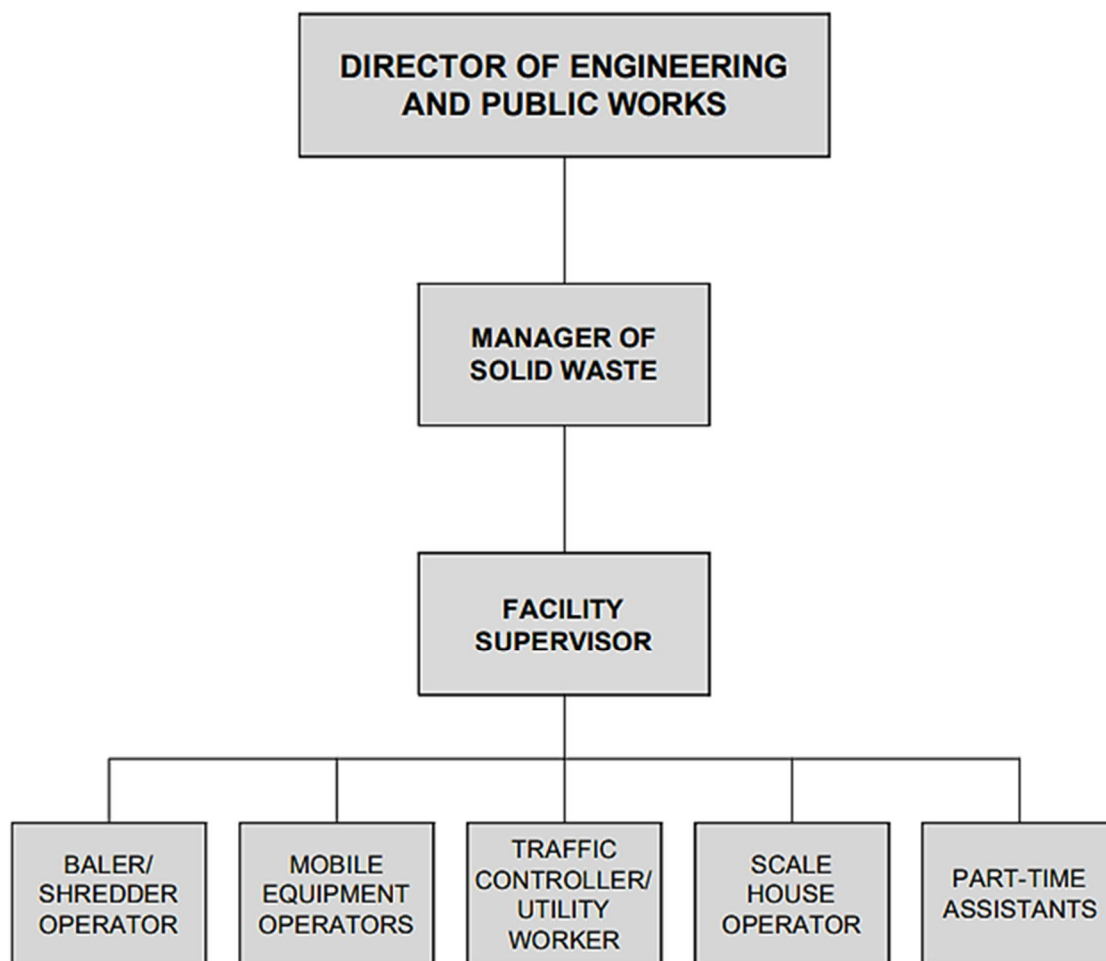 DIRECTOR OF ENGINEERING
AND PUBLIC WORKS
MANAGER OF
SOLID WASTE
FACILITY
SUPERVISOR
BALER/
SHREDDER
OPERATOR
MOBILE
EQUIPMENT
OPERATORS
TRAFFIC
CONTROLLER/
UTILITY
WORKER
SCALE
HOUSE
OPERATOR
PART-TIME
ASSISTANTS